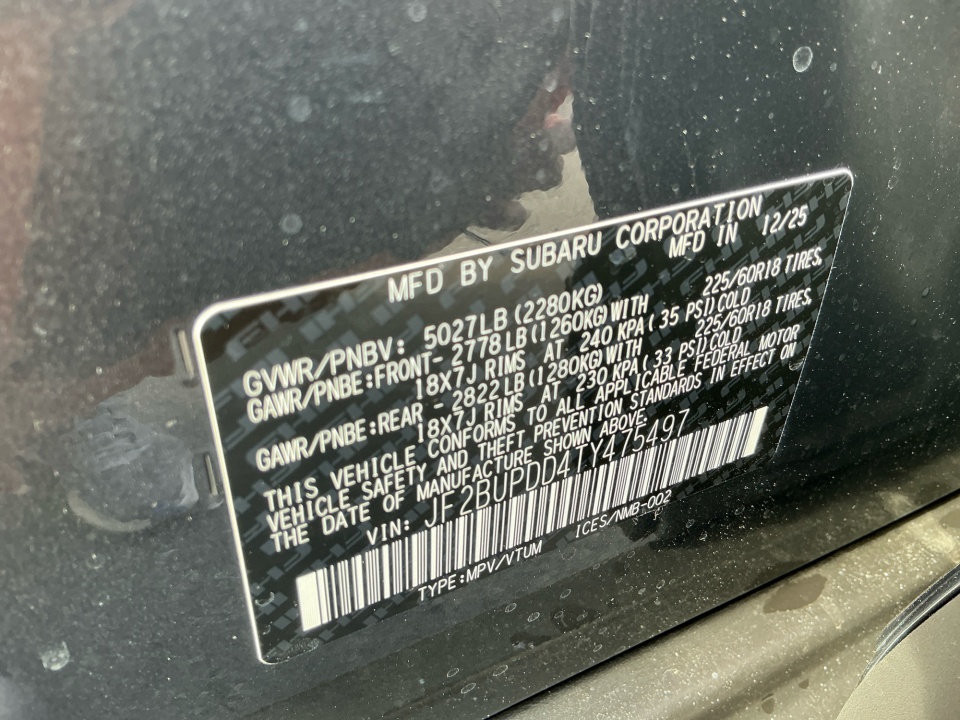 MFD BY SUBARU CORPORATION
MFD IN 12/25
GVWR/PNBV: 5027LB (2280KG)
GAWR/PNBE:FRONT-2778LB(1260KG)WITH 225/60R18 TIRES,
18X7J RIMS AT 240 KPA( 35 PSI)COLD
GAWR/PNBE:REAR -2822LB(1280KG)WITH 225/60R18 TIRES,
18X7J RIMS AT 230 KPA( 33 PSI)COLD
THIS VEHICLE CONFORMS TO ALL APPLICABLE FEDERAL MOTOR
VEHICLE SAFETY AND THEFT PREVENTION STANDARDS IN EFFECT ON
THE DATE OF MANUFACTURE SHOWN ABOVE.
VIN: JF2BUPDD4TY475497
TYPE:MPV/VTUM ICES/NMB-002